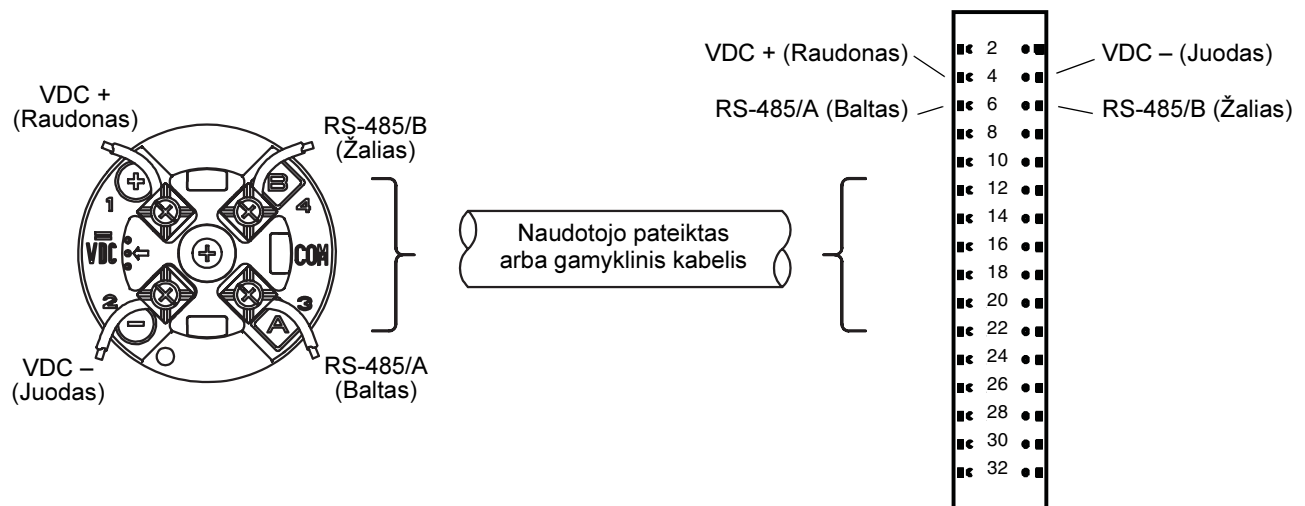 VDC +
(Raudonas)
RS-485/B
(Žalias)
+
B
1
4
VDC
COM
2
3
−
A
VDC –
(Juodas)
RS-485/A
(Baltas)
Naudotojo pateiktas
arba gamyklinis kabelis
VDC + (Raudonas)
RS-485/A (Baltas)
VDC – (Juodas)
RS-485/B (Žalias)
2
4
6
8
10
12
14
16
18
20
22
24
26
28
30
32